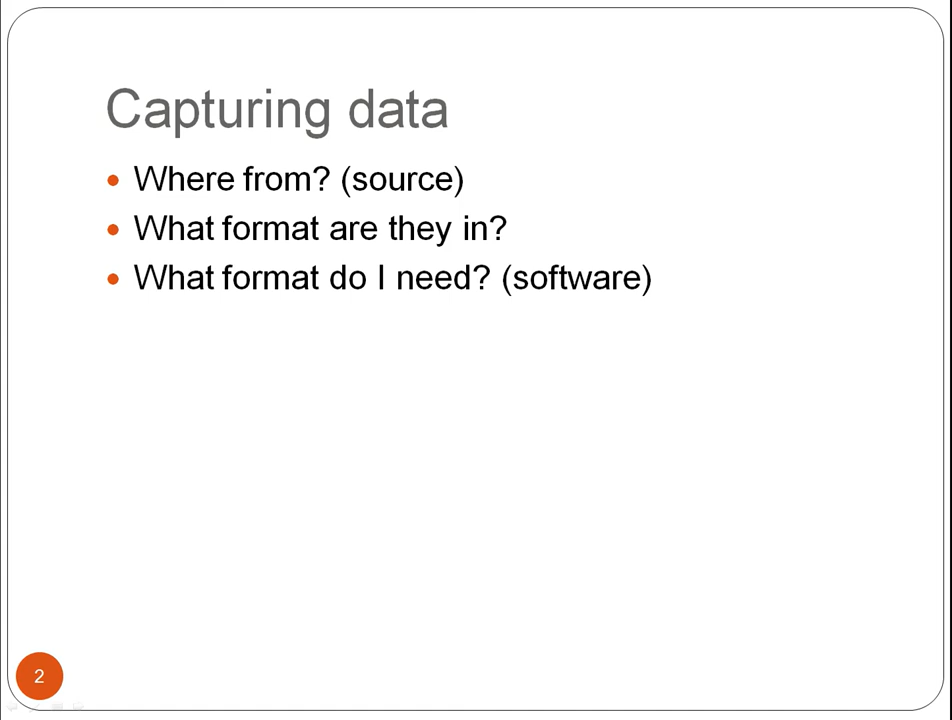 Capturing data
• Where from? (source)
• What format are they in?
• What format do I need? (software)
2